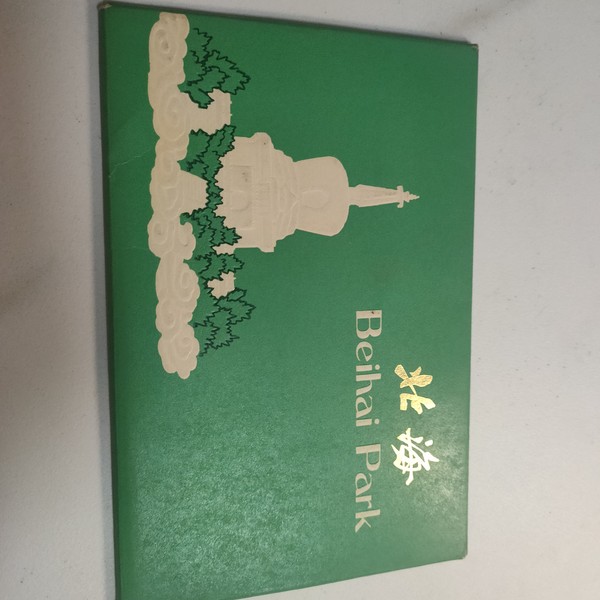 北海
Beihai Park